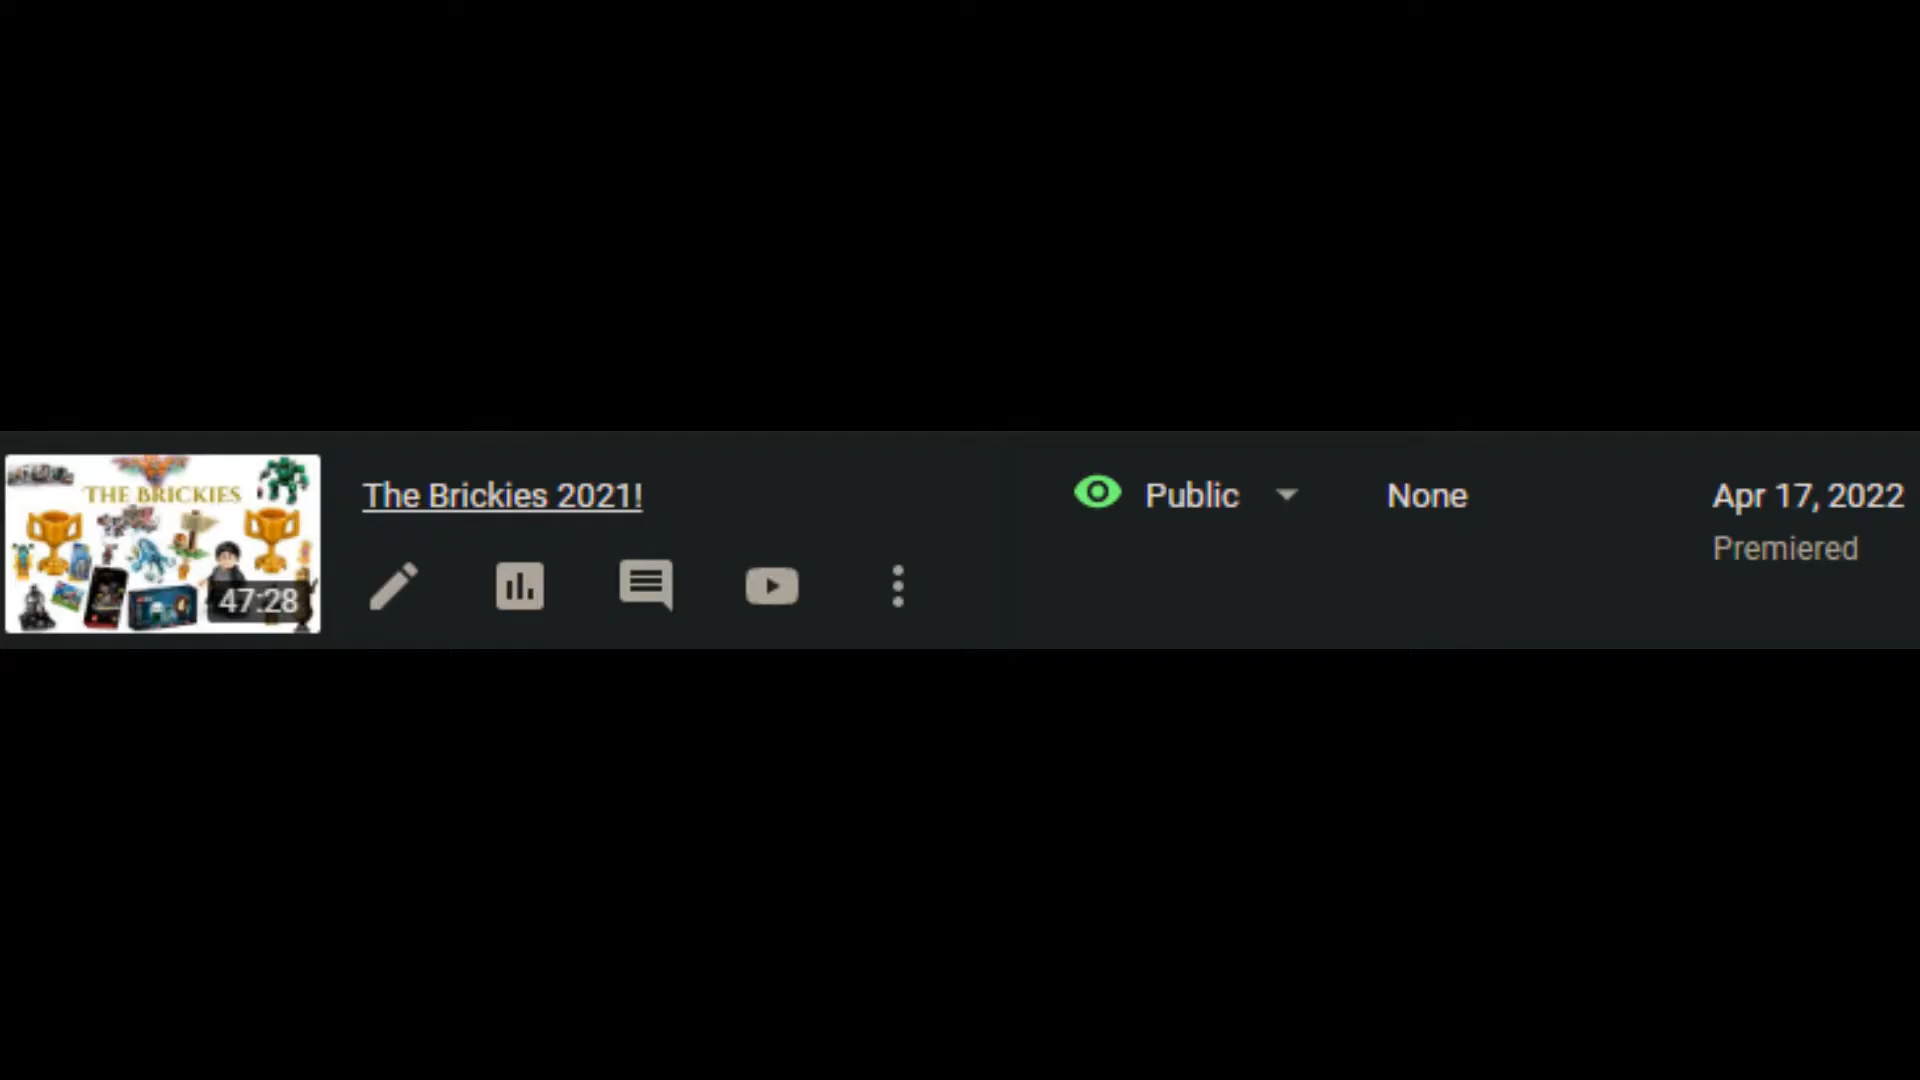 THE BRICKIES
47:28
The Brickies 2021!
Public
None
Apr 17, 2022
Premiered